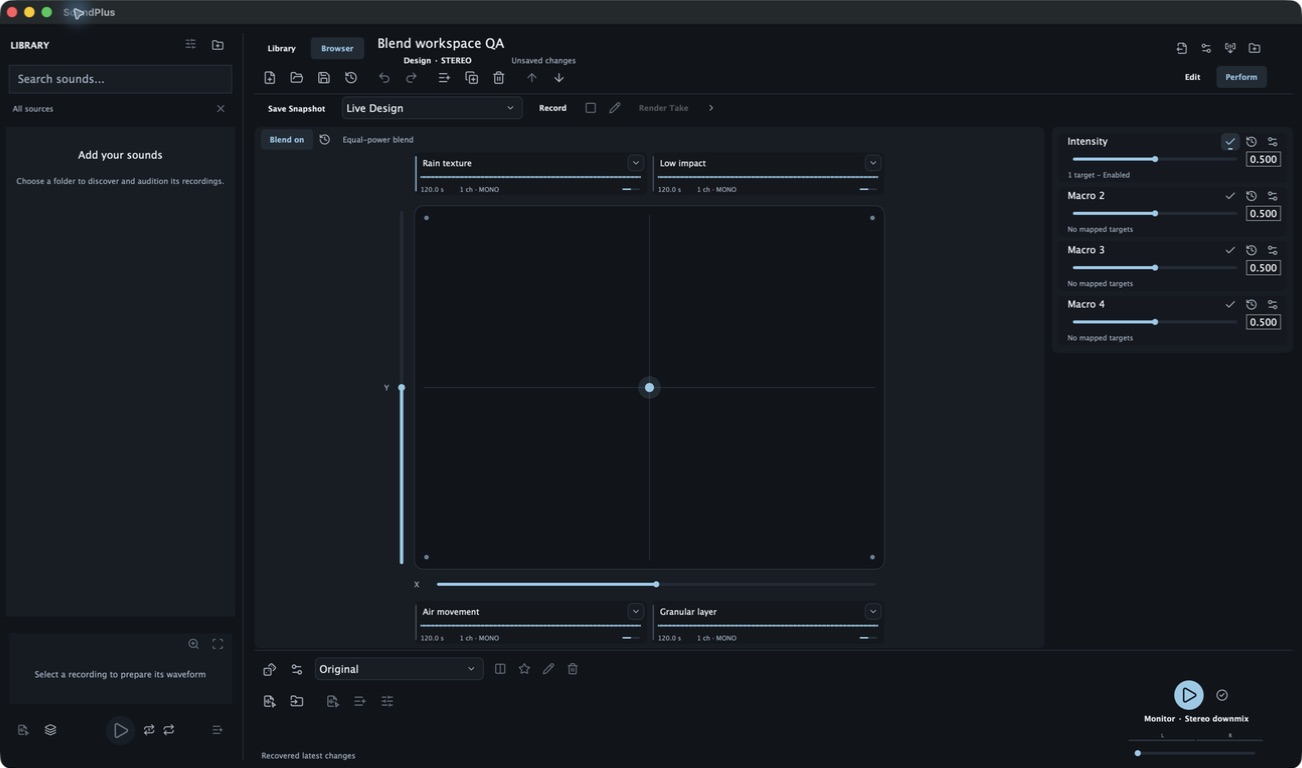 SoundPlus
LIBRARY
Search sounds...
All sources
Add your sounds
Choose a folder to discover and audition its recordings.
Select a recording to prepare its waveform
Library
Browser
Blend workspace QA
Design · STEREO
Unsaved changes
Edit
Perform
Save Snapshot
Live Design
Record
Render Take
Blend on
Equal-power blend
Rain texture
120.0 s 1 ch · MONO
Low impact
120.0 s 1 ch · MONO
Y
X
Air movement
120.0 s 1 ch · MONO
Granular layer
120.0 s 1 ch · MONO
Intensity
0.500
1 target – Enabled
Macro 2
0.500
No mapped targets
Macro 3
0.500
No mapped targets
Macro 4
0.500
No mapped targets
Original
Recovered latest changes
Monitor · Stereo downmix
L R